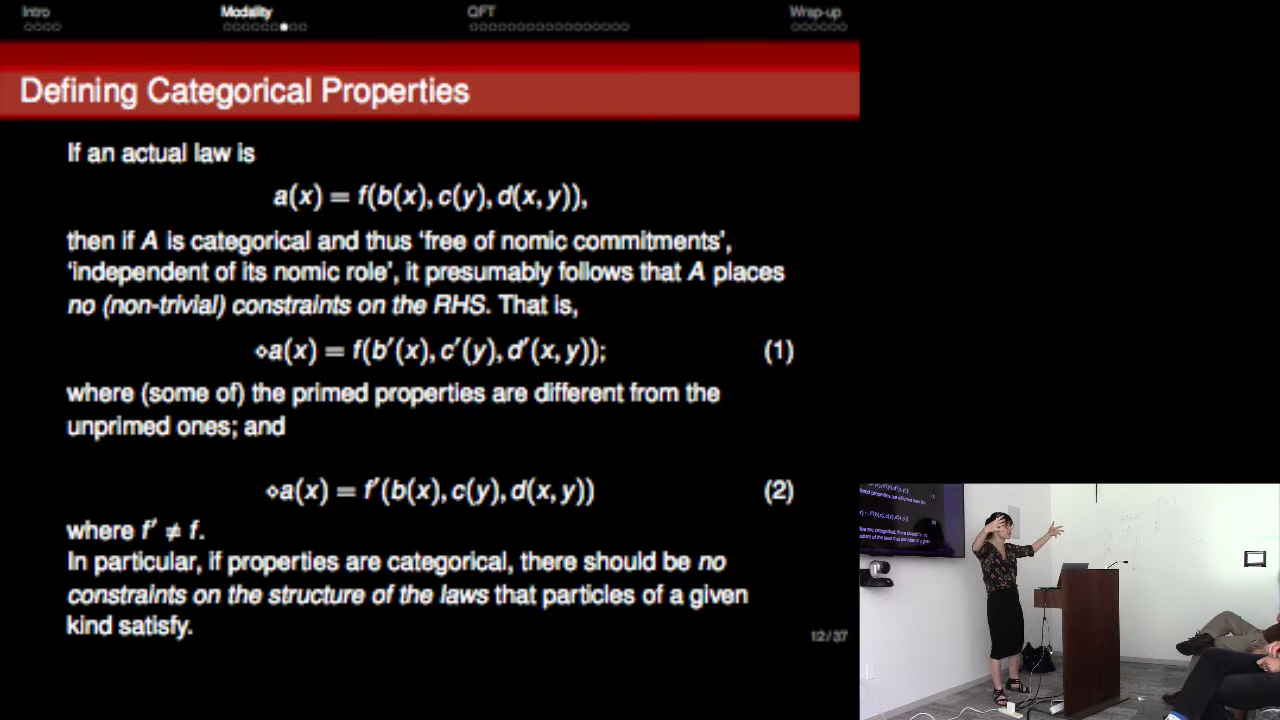 Intro Modality QFT Wrap-up
Defining Categorical Properties
If an actual law is
a(x) = f(b(x), c(y), d(x, y)),
then if A is categorical and thus ‘free of nomic commitments’,
‘independent of its nomic role’, it presumably follows that A places
no (non-trivial) constraints on the RHS. That is,
⋄a(x) = f(b′(x), c′(y), d′(x, y)); (1)
where (some of) the primed properties are different from the
unprimed ones; and
⋄a(x) = f′(b(x), c(y), d(x, y)) (2)
where f′ ≠ f.
In particular, if properties are categorical, there should be no
constraints on the structure of the laws that particles of a given
kind satisfy.
12/37